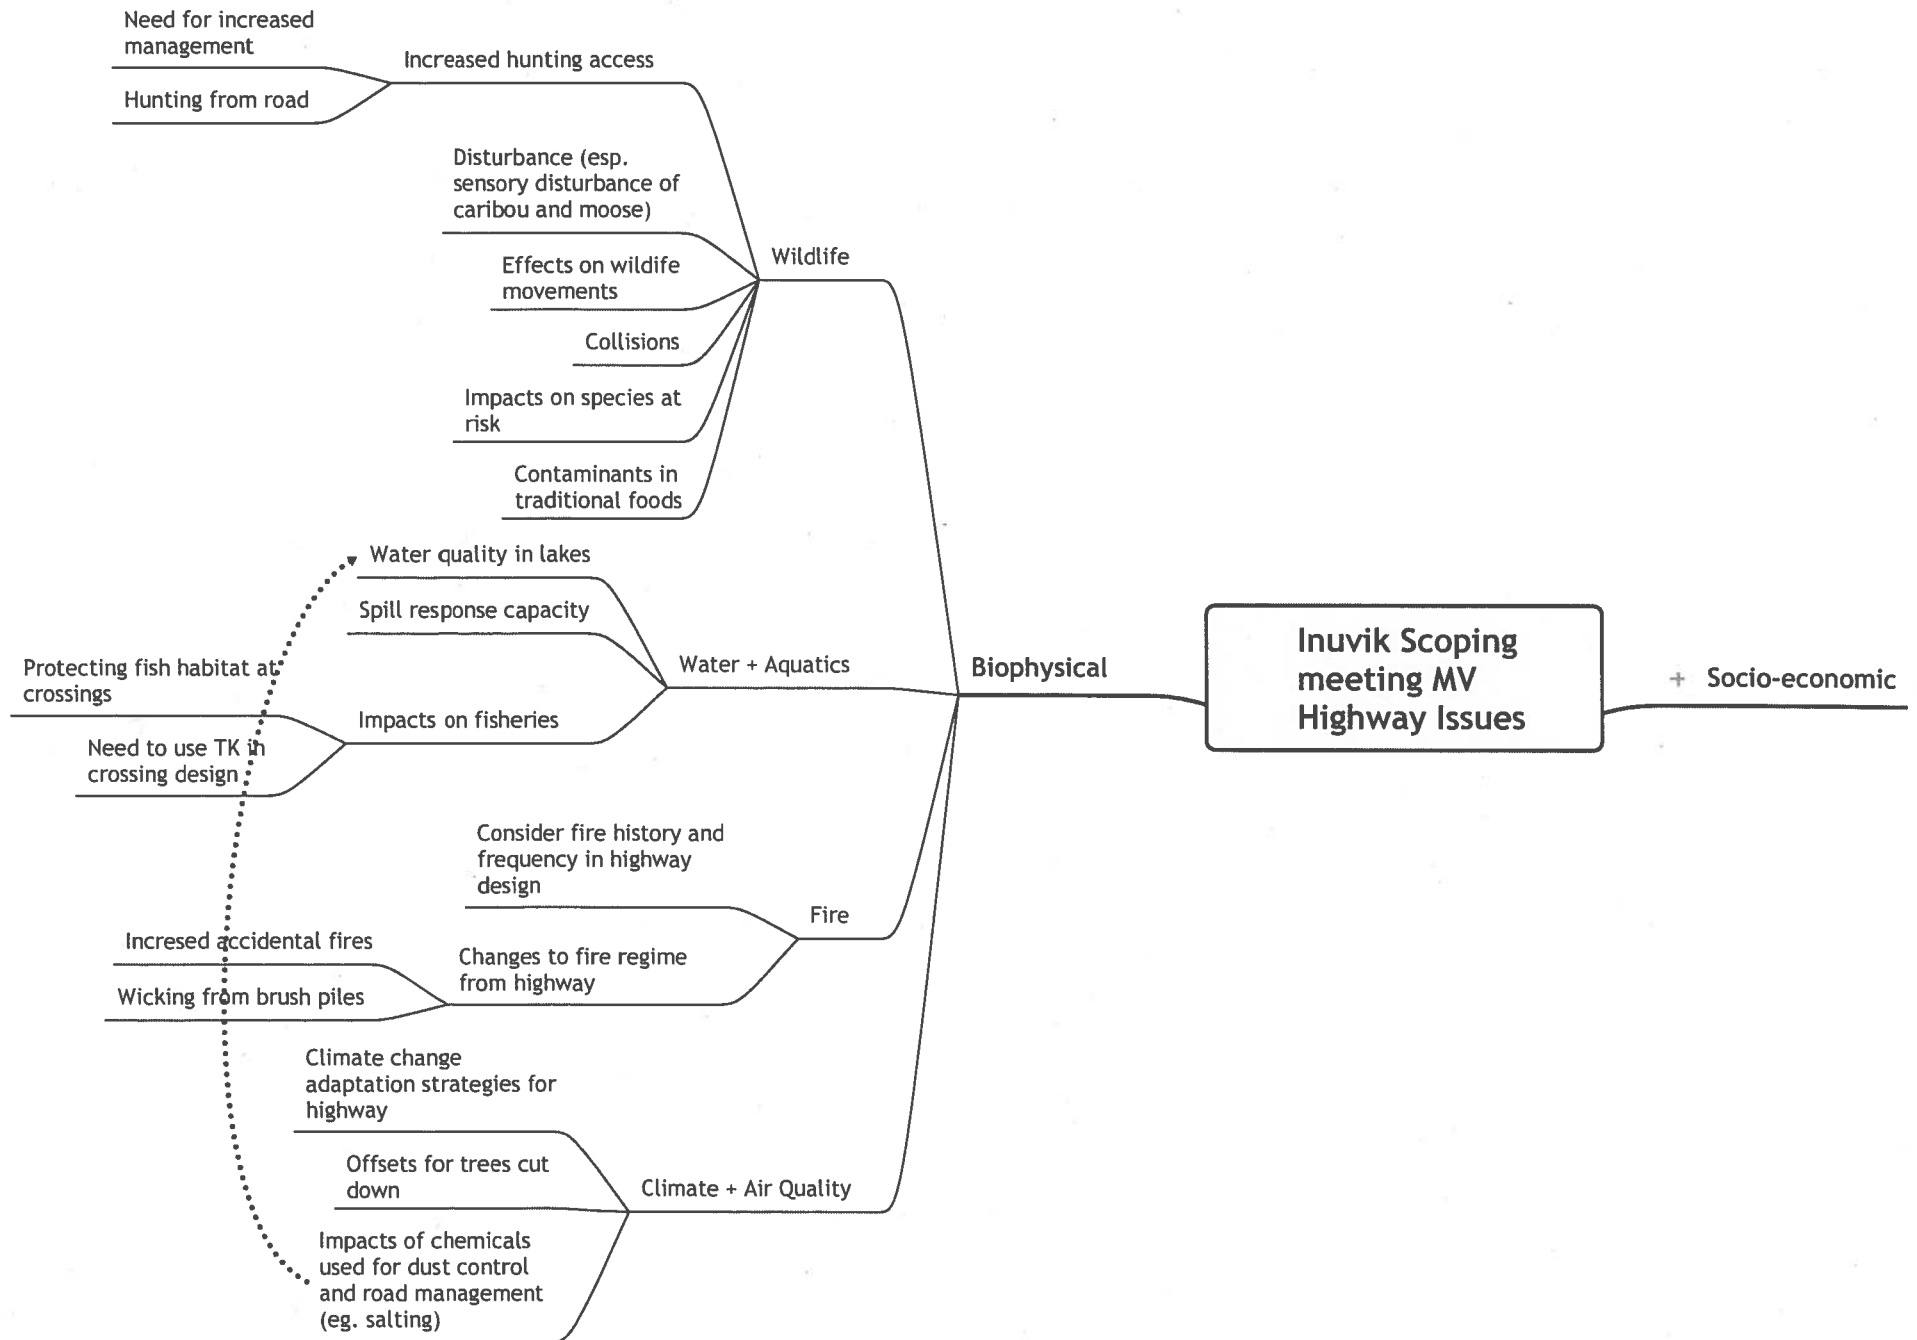 Need for increased
management
Increased hunting access
Hunting from road
Disturbance (esp.
sensory disturbance of
caribou and moose)
Wildlife
Effects on wildife
movements
Collisions
Impacts on species at
risk
Contaminants in
traditional foods
Water quality in lakes
Spill response capacity
Water + Aquatics
Protecting fish habitat at
crossings
Impacts on fisheries
Need to use TK in
crossing design
Biophysical
Inuvik Scoping
meeting MV
Highway Issues
+ Socio-economic
Consider fire history and
frequency in highway
design
Fire
Incresed accidental fires
Changes to fire regime
from highway
Wicking from brush piles
Climate change
adaptation strategies for
highway
Offsets for trees cut
down
Climate + Air Quality
Impacts of chemicals
used for dust control
and road management
(eg. salting)